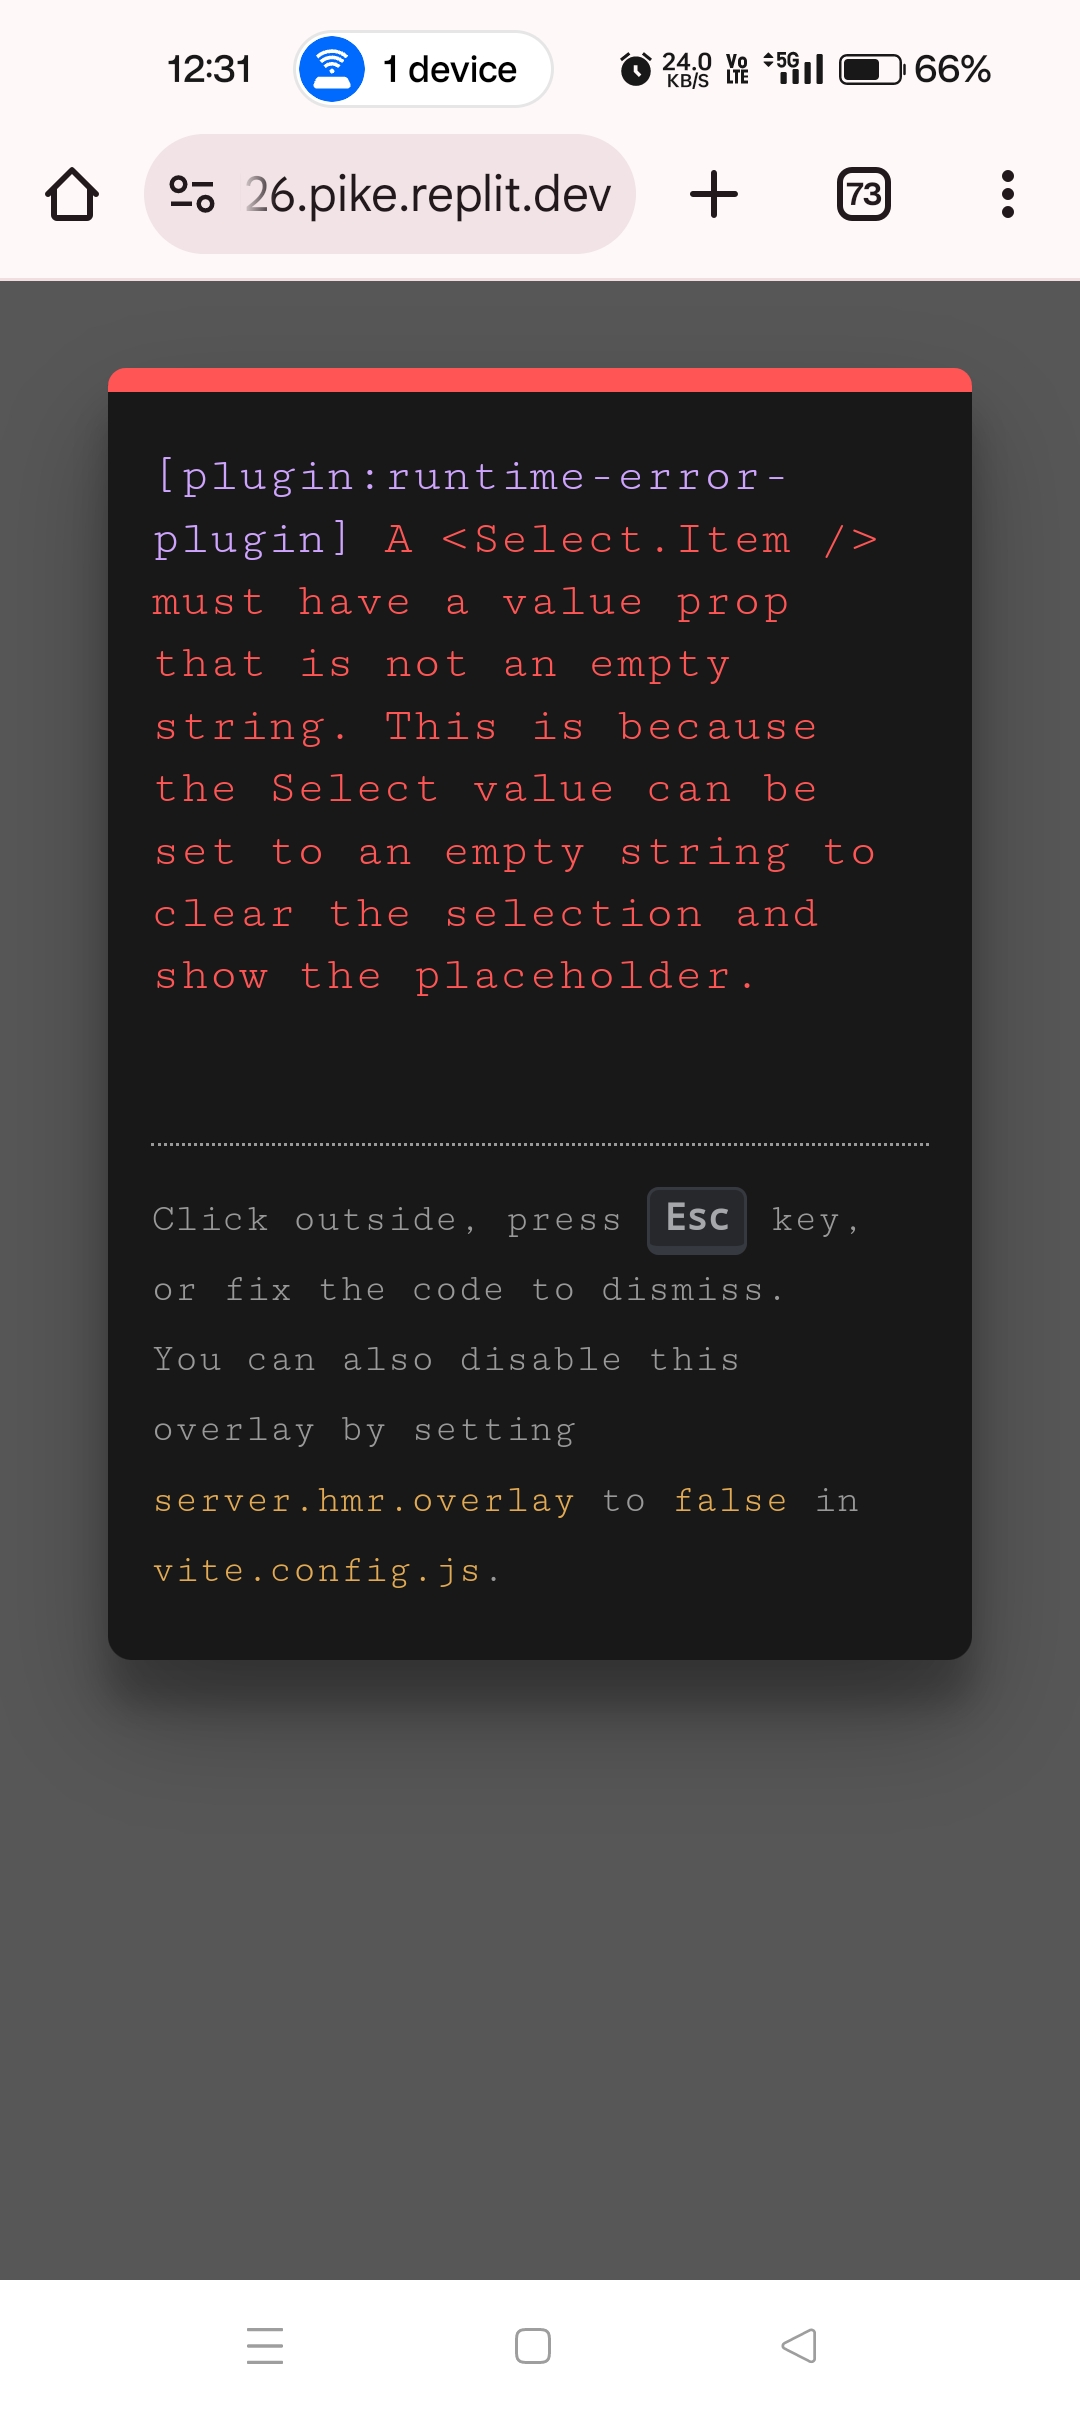 12:31 1 device 24.0 KB/S Vo LTE 5G 66%
26.pike.replit.dev 73
[plugin:runtime-error-
plugin] A <Select.Item />
must have a value prop
that is not an empty
string. This is because
the Select value can be
set to an empty string to
clear the selection and
show the placeholder.
Click outside, press Esc key,
or fix the code to dismiss.
You can also disable this
overlay by setting
server.hmr.overlay to false in
vite.config.js.